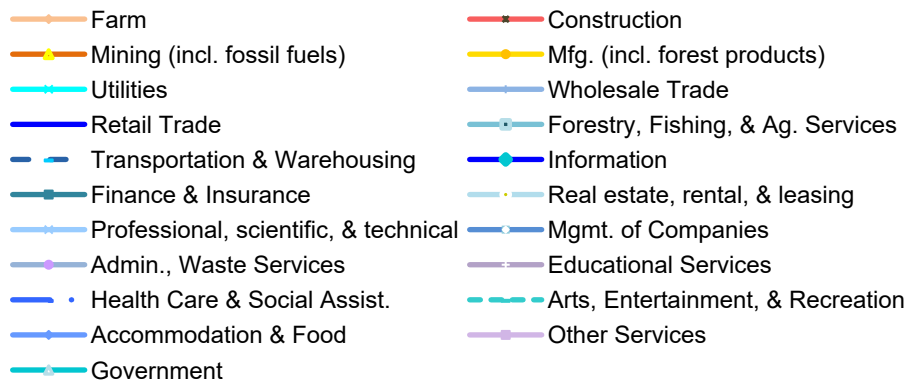 Farm
Construction
Mining (incl. fossil fuels)
Mfg. (incl. forest products)
Utilities
Wholesale Trade
Retail Trade
Forestry, Fishing, & Ag. Services
Transportation & Warehousing
Information
Finance & Insurance
Real estate, rental, & leasing
Professional, scientific, & technical
Mgmt. of Companies
Admin., Waste Services
Educational Services
Health Care & Social Assist.
Arts, Entertainment, & Recreation
Accommodation & Food
Other Services
Government